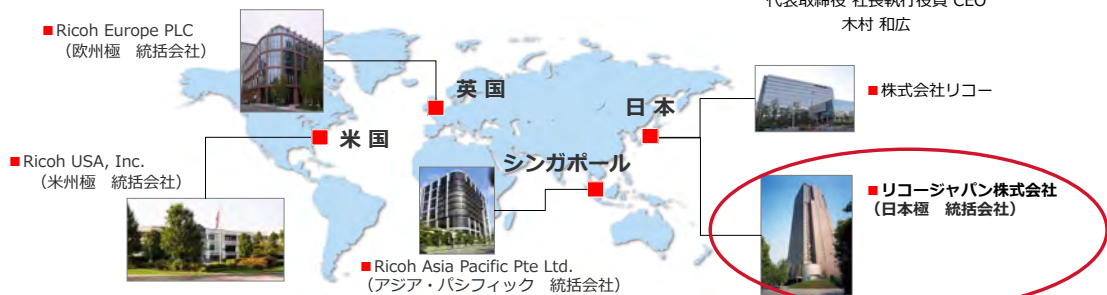 代表取締役 社長執行役員 CEO
木村 和広
■Ricoh Europe PLC
（欧州極　統括会社）
英 国
日 本
■株式会社リコー
米 国
■Ricoh USA, Inc.
（米州極　統括会社）
シンガポール
■リコージャパン株式会社
（日本極　統括会社）
■Ricoh Asia Pacific Pte Ltd.
（アジア・パシフィック　統括会社）